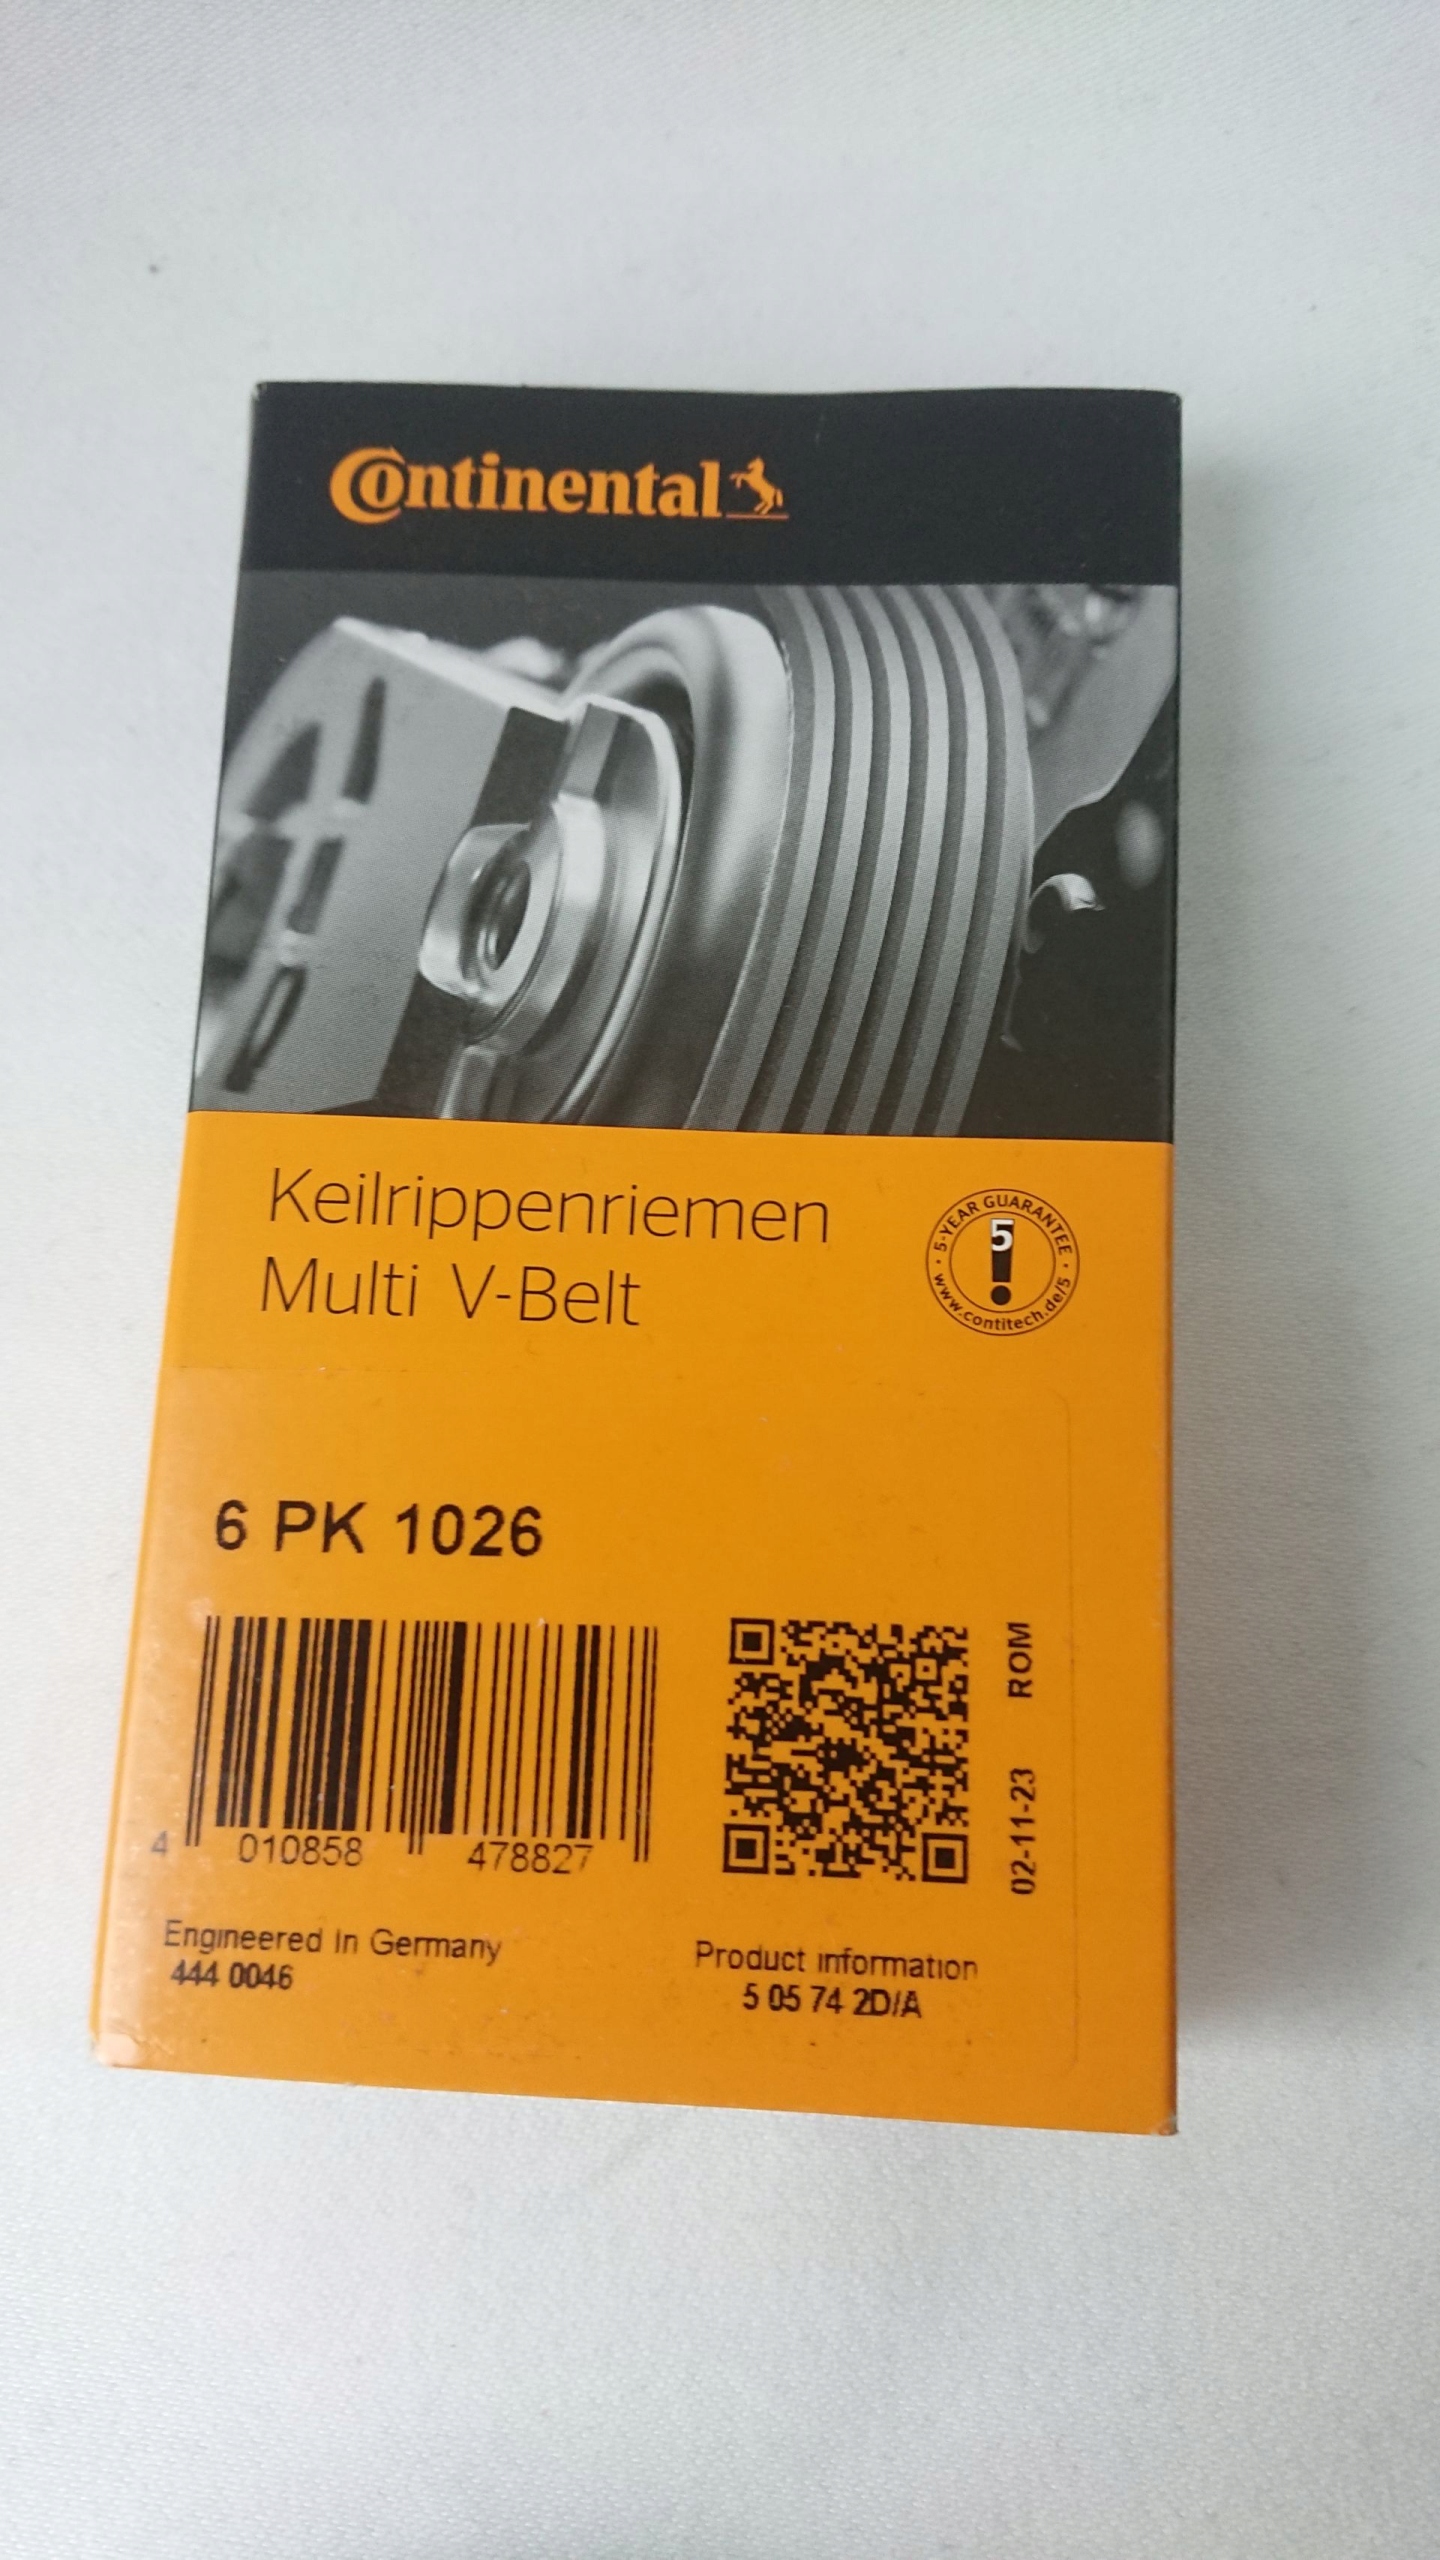 Continental
Keilrippenriemen
Multi V-Belt
· 5-YEAR GUARANTEE ·
5
www.contitech.de/5
6 PK 1026
ROM
02-11-23
4 010858 478827
Engineered In Germany
444 0046
Product information
5 05 74 2D/A